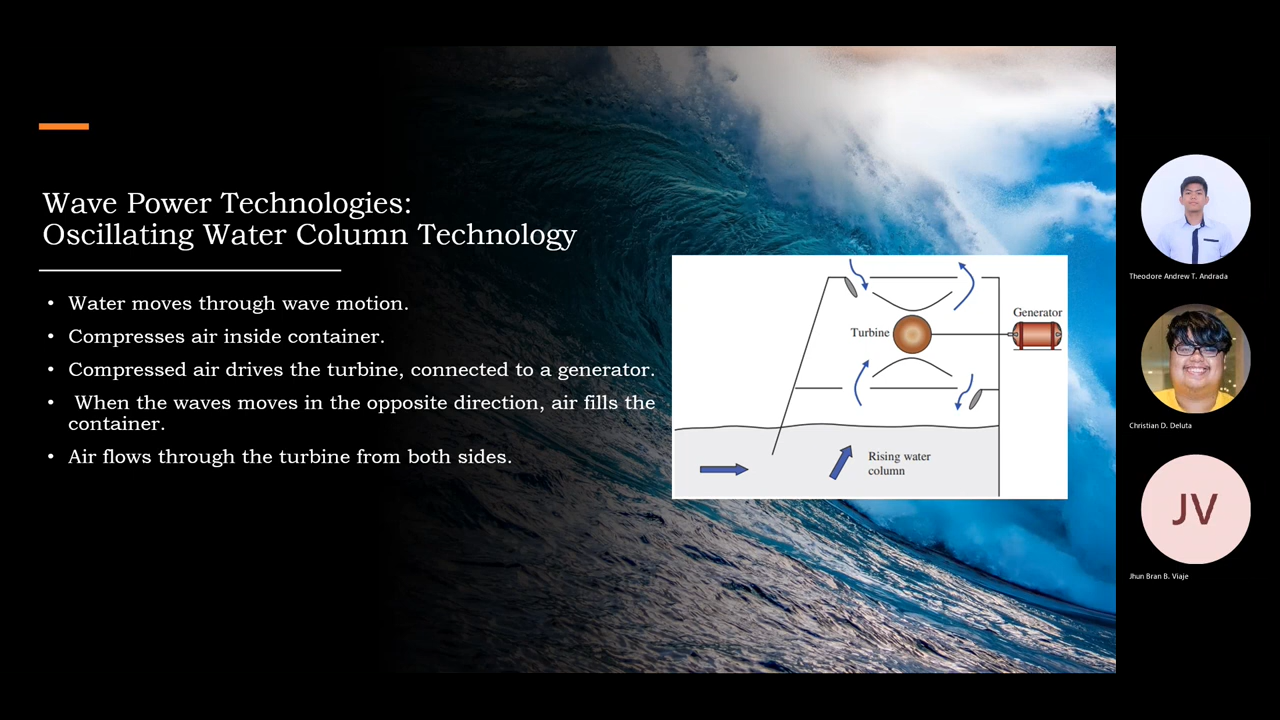 Wave Power Technologies:
Oscillating Water Column Technology
• Water moves through wave motion.
• Compresses air inside container.
• Compressed air drives the turbine, connected to a generator.
• When the waves moves in the opposite direction, air fills the
container.
• Air flows through the turbine from both sides.
Generator
Turbine
Rising water
column
Theodore Andrew T. Andrada
Christian D. Deluta
JV
Jhun Bran B. Viaje